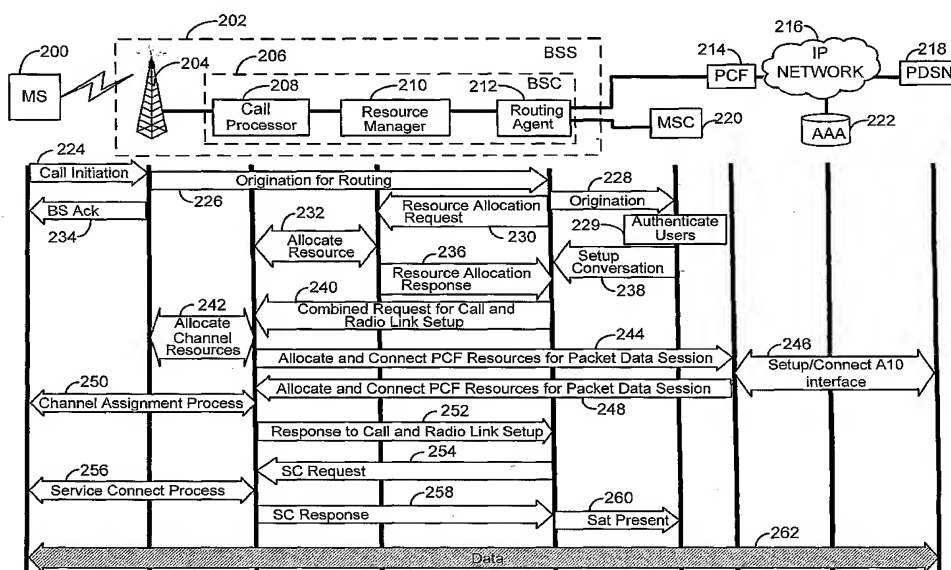 202
BSS
200
MS
204
206
BSC
208
Call
Processor
210
Resource
Manager
212
Routing
Agent
214
PCF
216
IP
NETWORK
218
PDSN
MSC
220
AAA
222
224
Call Initiation
Origination for Routing
226
228
Origination
BS Ack
234
Resource Allocation
Request
230
229
Authenticate
Users
232
Allocate
Resource
236
Resource Allocation
Response
Setup
Conversation
238
240
Combined Request for Call and
Radio Link Setup
242
Allocate
Channel
Resources
244
Allocate and Connect PCF Resources for Packet Data Session
246
Setup/Connect A10
interface
250
Channel Assignment Process
Allocate and Connect PCF Resources for Packet Data Session
248
252
Response to Call and Radio Link Setup
254
SC Request
256
Service Connect Process
258
SC Response
260
Sat Present
262
Data